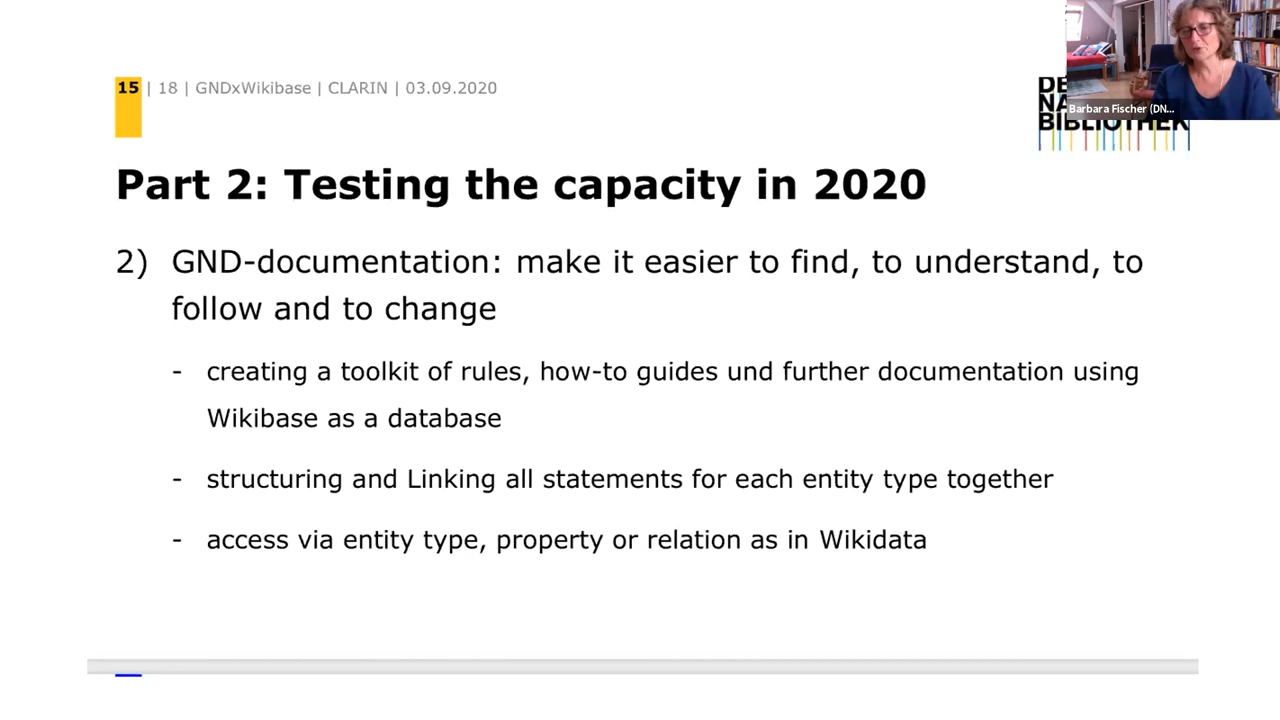 15 | 18 | GNDxWikibase | CLARIN | 03.09.2020
DE
NA
BIBLIOTHEK
Barbara Fischer (DN...
Part 2: Testing the capacity in 2020
2) GND-documentation: make it easier to find, to understand, to
follow and to change
- creating a toolkit of rules, how-to guides und further documentation using
Wikibase as a database
- structuring and Linking all statements for each entity type together
- access via entity type, property or relation as in Wikidata